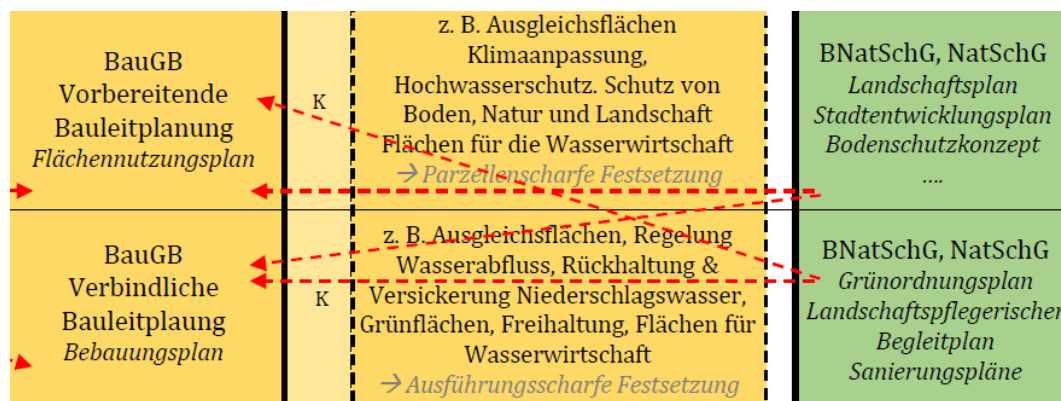 BauGB
Vorbereitende
Bauleitplanung
Flächennutzungsplan
K
z. B. Ausgleichsflächen
Klimaanpassung,
Hochwasserschutz. Schutz von
Boden, Natur und Landschaft
Flächen für die Wasserwirtschaft
→ Parzellenscharfe Festsetzung
BNatSchG, NatSchG
Landschaftsplan
Stadtentwicklungsplan
Bodenschutzkonzept
....
BauGB
Verbindliche
Bauleitplaung
Bebauungsplan
K
z. B. Ausgleichsflächen, Regelung
Wasserabfluss, Rückhaltung &
Versickerung Niederschlagswasser,
Grünflächen, Freihaltung, Flächen für
Wasserwirtschaft
→ Ausführungsscharfe Festsetzung
BNatSchG, NatSchG
Grünordnungsplan
Landschaftspflegerischer
Begleitplan
Sanierungspläne